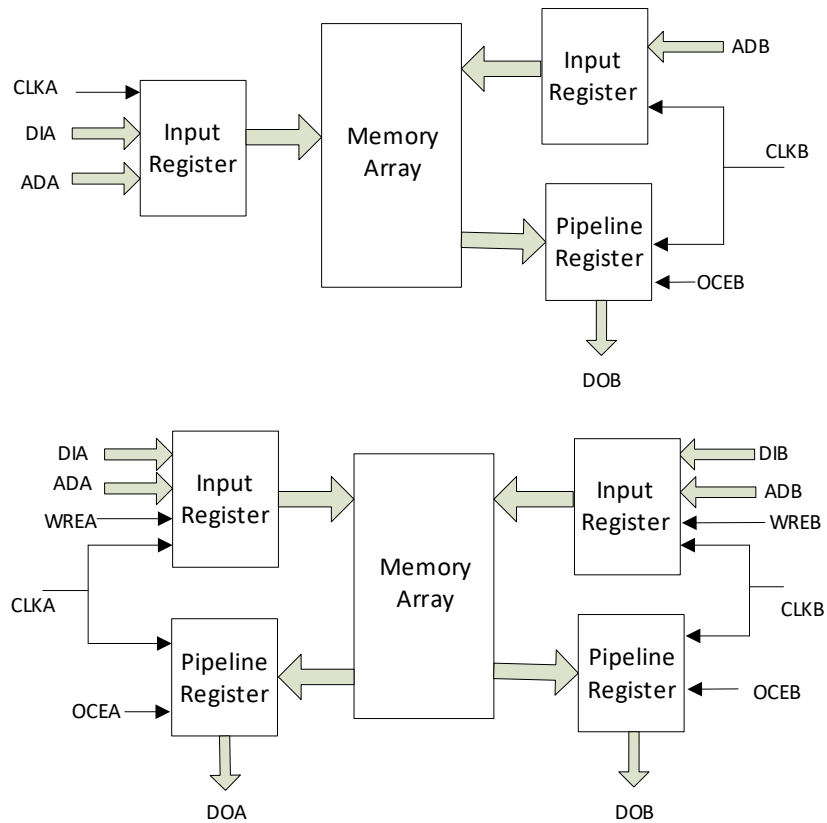 CLKA
DIA
ADA
Input
Register
Memory
Array
Input
Register
ADB
CLKB
Pipeline
Register
OCEB
DOB
DIA
ADA
WREA
CLKA
Input
Register
Pipeline
Register
OCEA
DOA
Memory
Array
Input
Register
DIB
ADB
WREB
CLKB
Pipeline
Register
OCEB
DOB